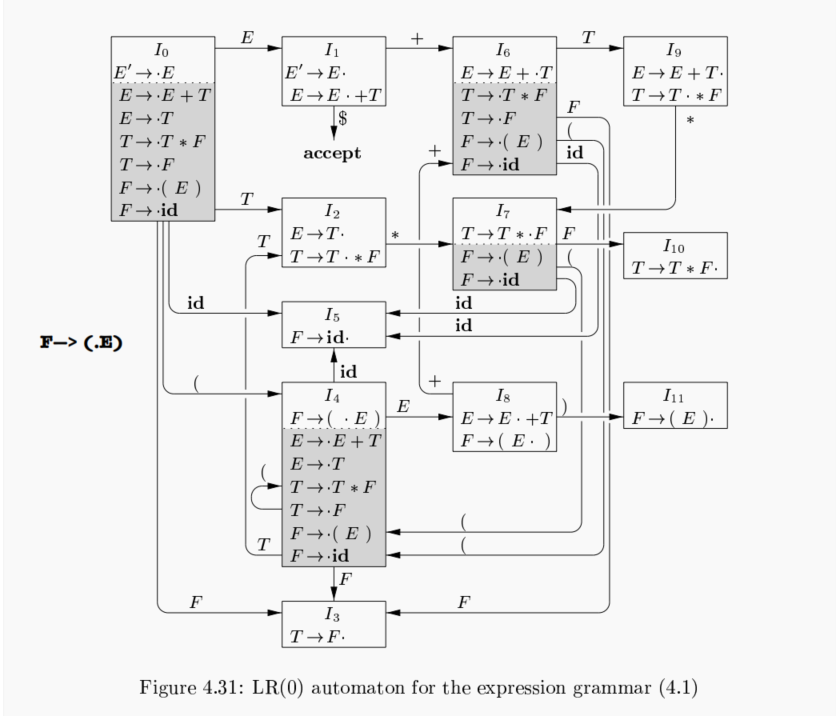 I₀
E′ → ·E
E → ·E + T
E → ·T
T → ·T * F
T → ·F
F → ·( E )
F → ·id
E
I₁
E′ → E·
E → E · +T
$
accept
+
I₆
E → E + ·T
T → ·T * F
T → ·F
F → ·( E )
F → ·id
T
I₉
E → E + T·
T → T · * F
*
F
(
id
+
T
I₂
E → T·
T → T · * F
T
*
I₇
T → T * ·F
F → ·( E )
F → ·id
F
(
I₁₀
T → T * F·
id
I₅
F → id·
id
id
F—> (.E)
(
id
I₄
F → ( · E )
E → ·E + T
E → ·T
T → ·T * F
T → ·F
F → ·( E )
F → ·id
E
+
I₈
E → E · +T
F → ( E · )
)
I₁₁
F → ( E )·
(
(
(
T
F
F
I₃
T → F·
F
Figure 4.31: LR(0) automaton for the expression grammar (4.1)